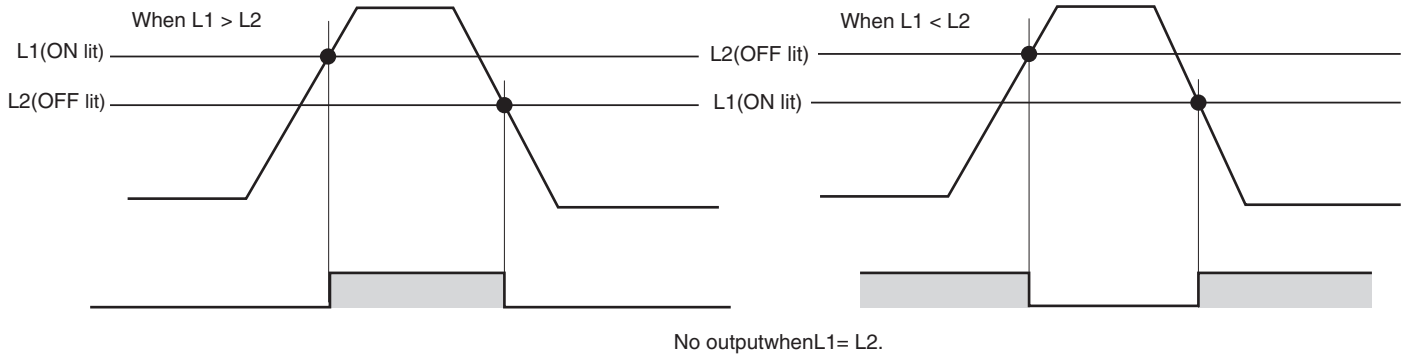 When L1 > L2
L1(ON lit)
L2(OFF lit)
When L1 < L2
L2(OFF lit)
L1(ON lit)
No outputwhenL1= L2.